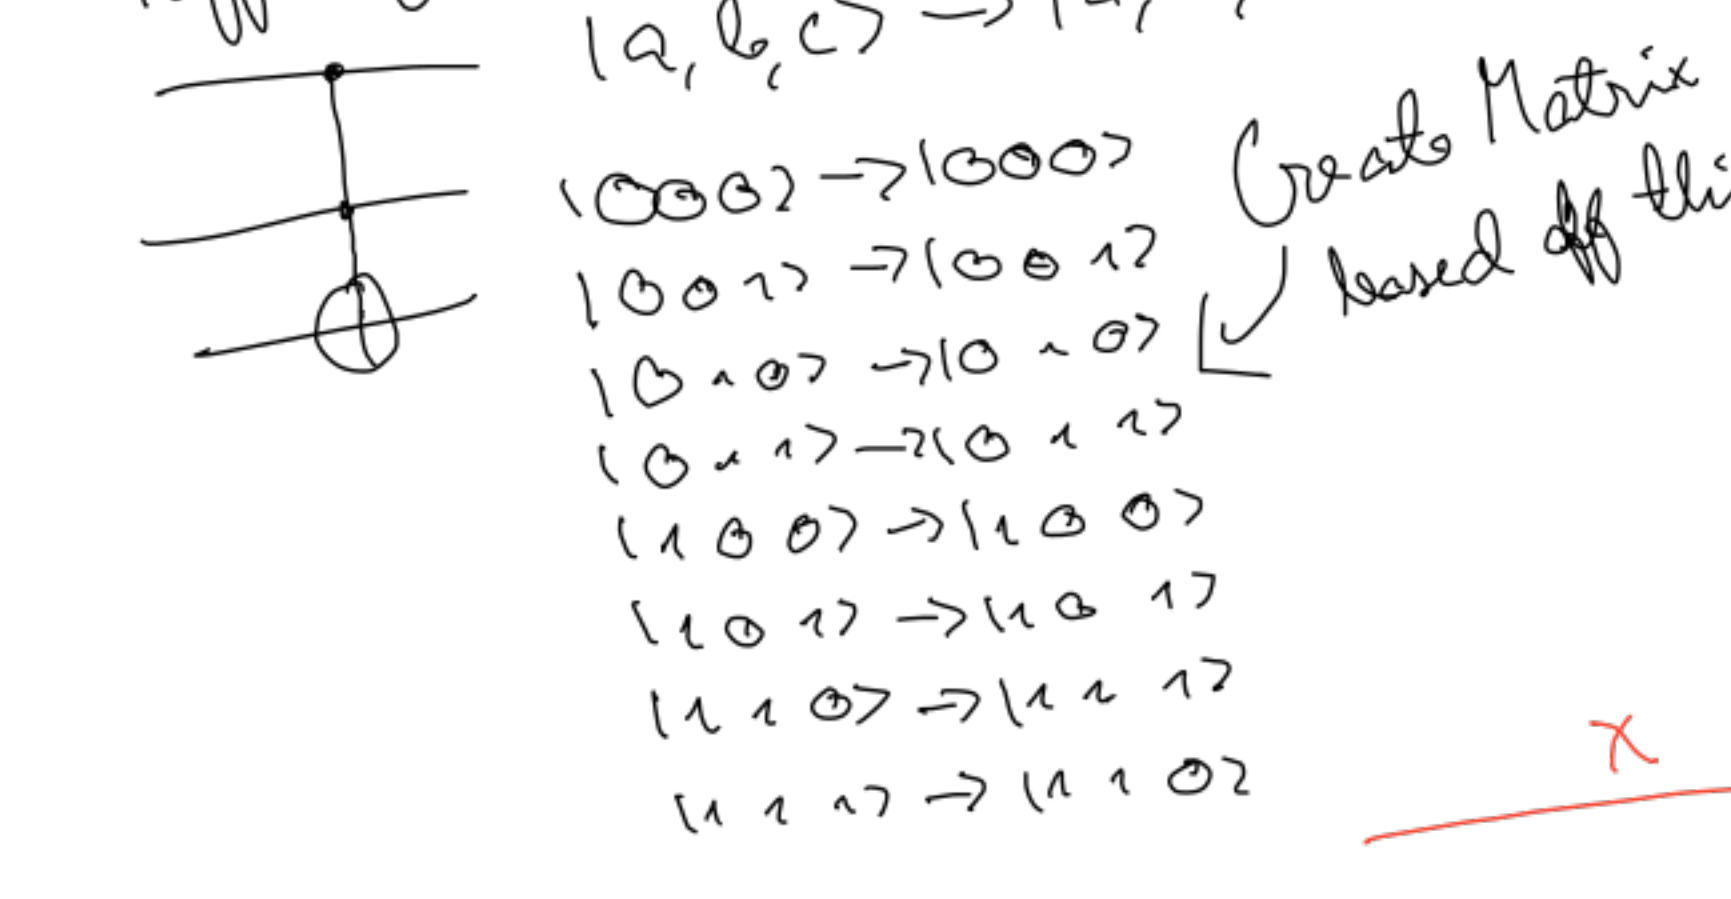 |a, b, c> → |
|000> → |000>
|001> → |001>
|010> → |010>
|011> → |011>
|100> → |100>
|101> → |101>
|110> → |111>
|111> → |110>
Create Matrix
based off
x